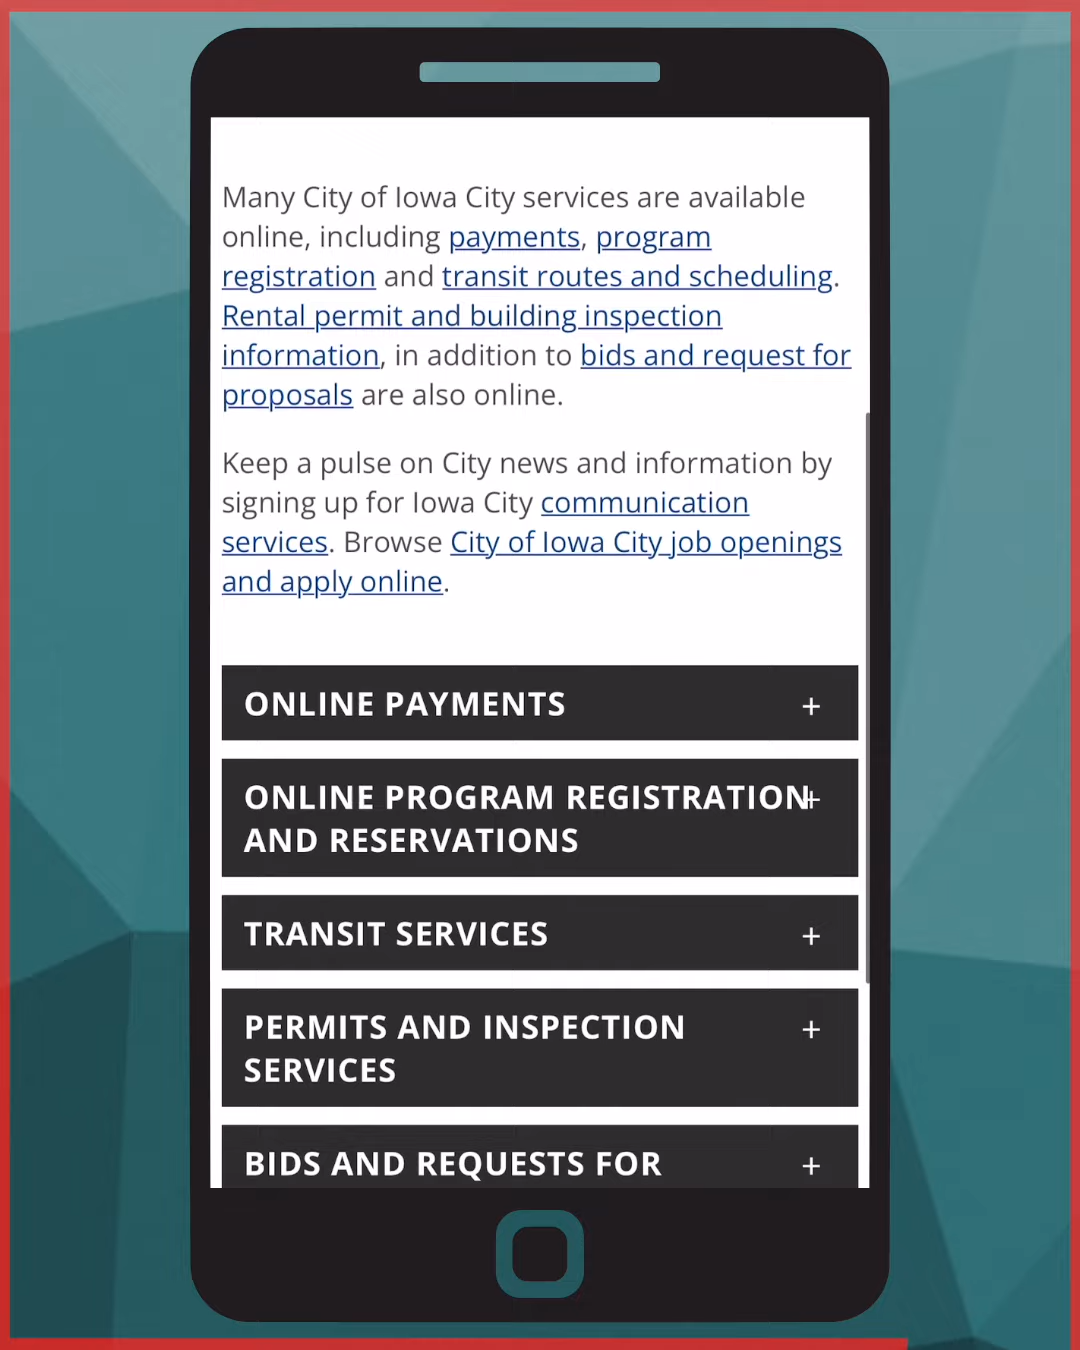 Many City of Iowa City services are available
online, including payments, program
registration and transit routes and scheduling.
Rental permit and building inspection
information, in addition to bids and request for
proposals are also online.
Keep a pulse on City news and information by
signing up for Iowa City communication
services. Browse City of Iowa City job openings
and apply online.
ONLINE PAYMENTS +
ONLINE PROGRAM REGISTRATION +
AND RESERVATIONS
TRANSIT SERVICES +
PERMITS AND INSPECTION +
SERVICES
BIDS AND REQUESTS FOR +